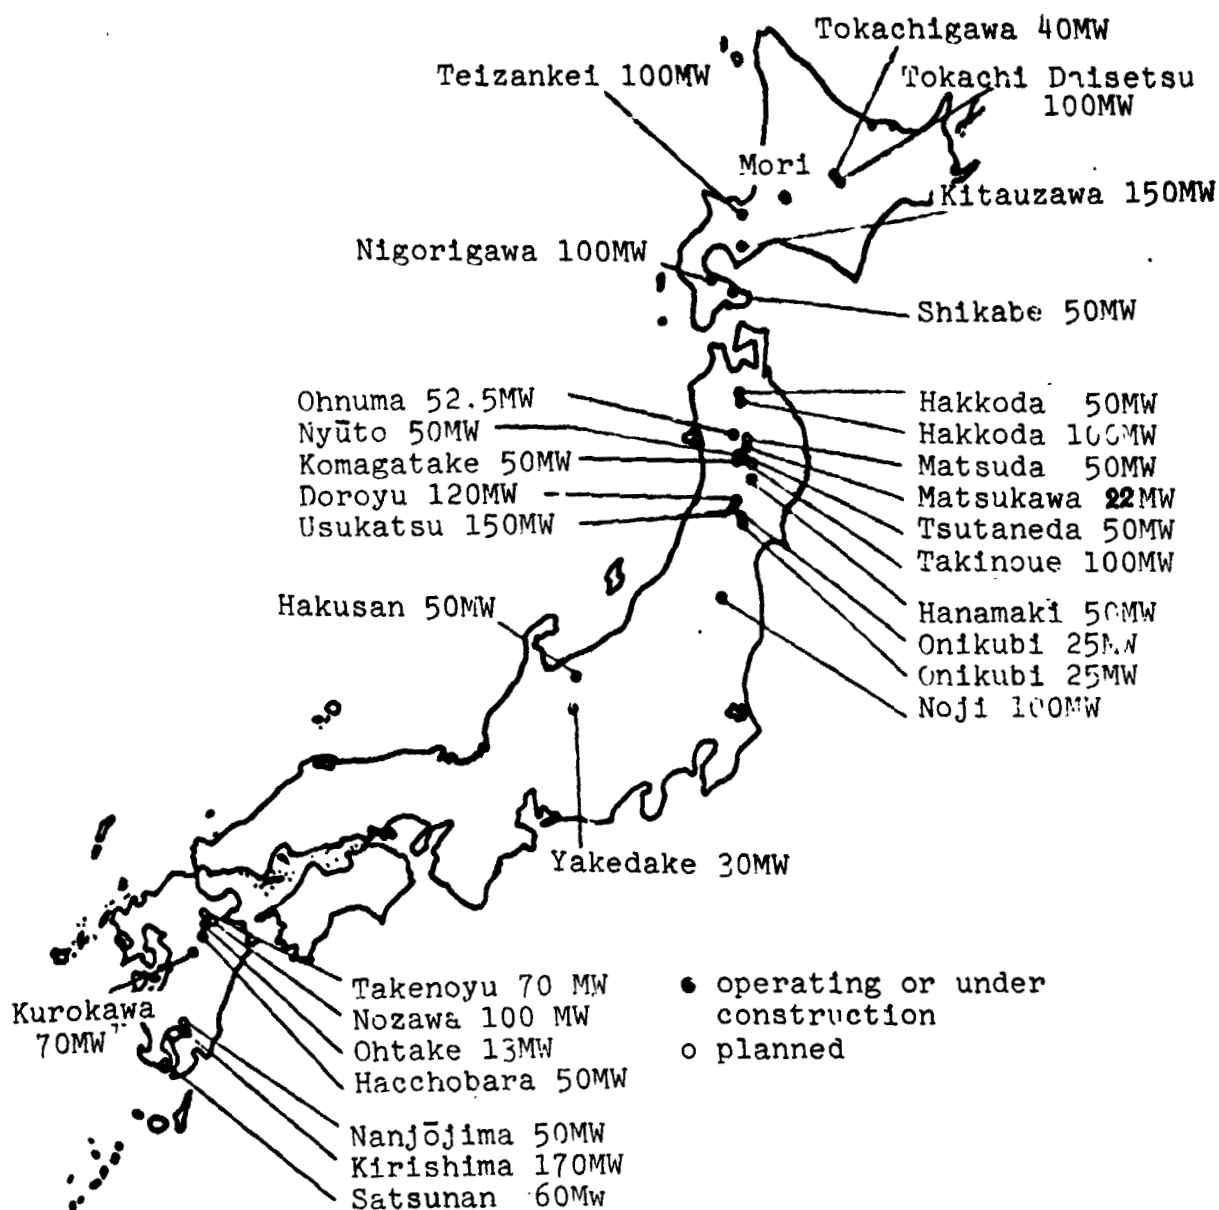 Tokachigawa 40MW
Teizankei 100MW
Tokachi Daisetsu
100MW
Mori
Kitauzawa 150MW
Nigorigawa 100MW
Shikabe 50MW
Ohnuma 52.5MW
Nyūto 50MW
Komagatake 50MW
Doroyu 120MW
Usukatsu 150MW
Hakkoda 50MW
Hakkoda 100MW
Matsuda 50MW
Matsukawa 22MW
Tsutaneda 50MW
Takinoue 100MW
Hanamaki 50MW
Onikubi 25MW
Onikubi 25MW
Noji 100MW
Hakusan 50MW
Yakedake 30MW
Kurokawa
70MW
Takenoyu 70 MW
Nozawa 100 MW
Ohtake 13MW
Hacchobara 50MW
Nanjōjima 50MW
Kirishima 170MW
Satsunan 60Mw
operating or under
construction
planned